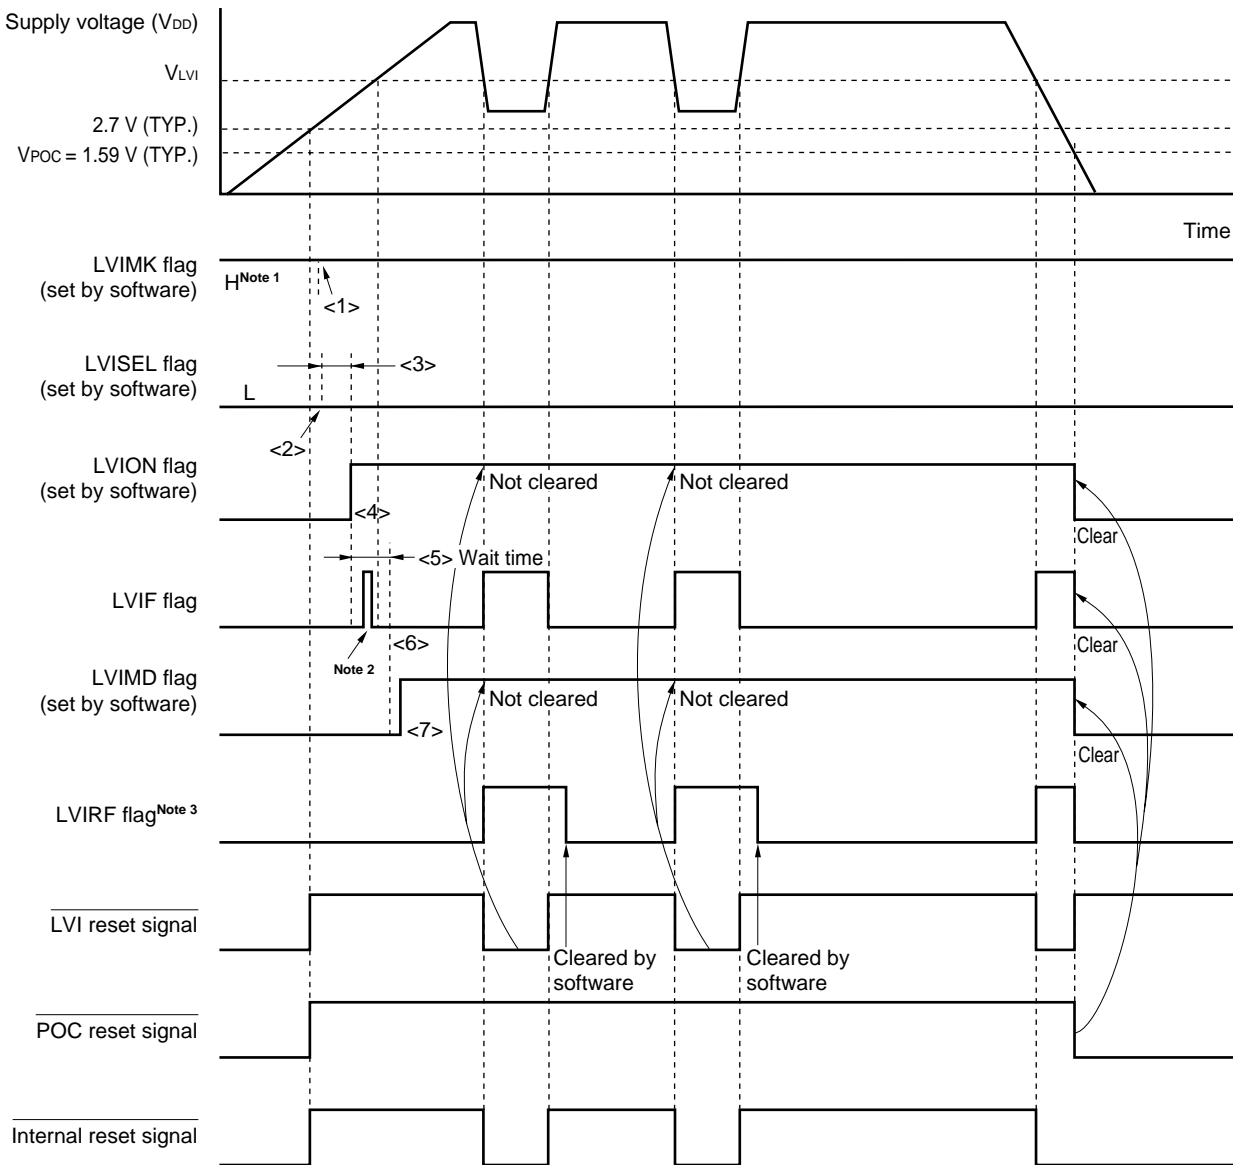 Supply voltage (VDD)
VLVI
2.7 V (TYP.)
VPOC = 1.59 V (TYP.)
Time
LVIMK flag
(set by software)
HNote 1
<1>
LVISEL flag
(set by software)
<3>
L
<2>
LVION flag
(set by software)
Not cleared
Not cleared
<4>
Clear
<5> Wait time
LVIF flag
Note 2
<6>
Clear
LVIMD flag
(set by software)
Not cleared
Not cleared
<7>
Clear
LVIRF flagNote 3
LVI reset signal
Cleared by
software
Cleared by
software
POC reset signal
Internal reset signal